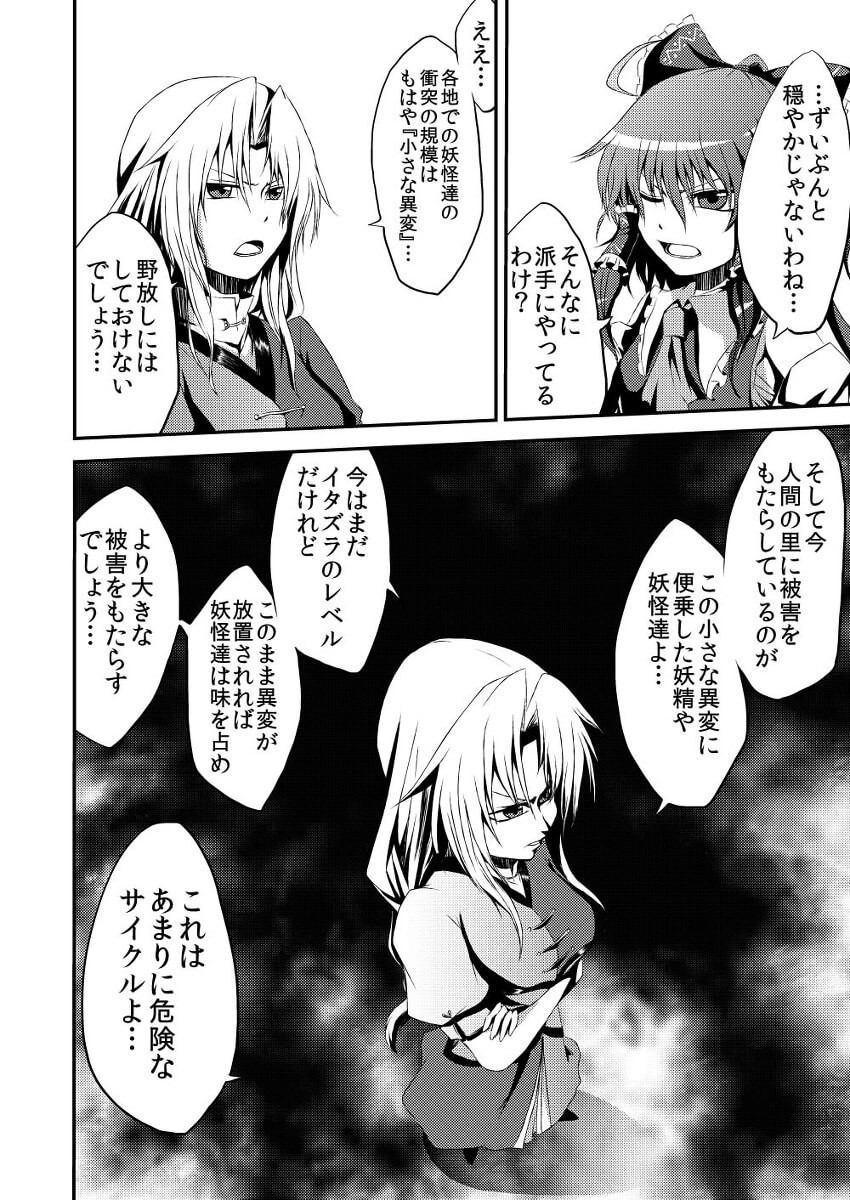 …ずいぶんと
穏やかじゃないわね…
そんなに
派手にやってる
わけ？
ええ…
各地での妖怪達の
衝突の規模は
もはや『小さな異変』…
野放しには
しておけない
でしょう…
そして今
人間の里に被害を
もたらしているのが
この小さな異変に
便乗した妖精や
妖怪達よ…
今はまだ
イタズラのレベル
だけれど
このまま異変が
放置されれば
妖怪達は味を占め
より大きな
被害をもたらす
でしょう…
これは
あまりに危険な
サイクルよ…